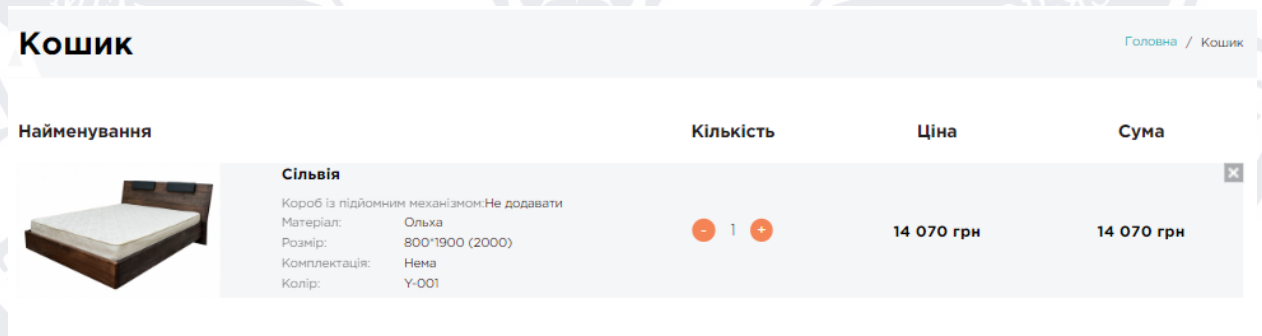 Кошик
Головна / Кошик
Найменування Кількість Ціна Сума
Сільвія
Короб із підйомним механізмом:Не додавати
Матеріал: Ольха
Розмір: 800*1900 (2000)
Комплектація: Нема
Колір: Y-001
- 1 +
14 070 грн
14 070 грн